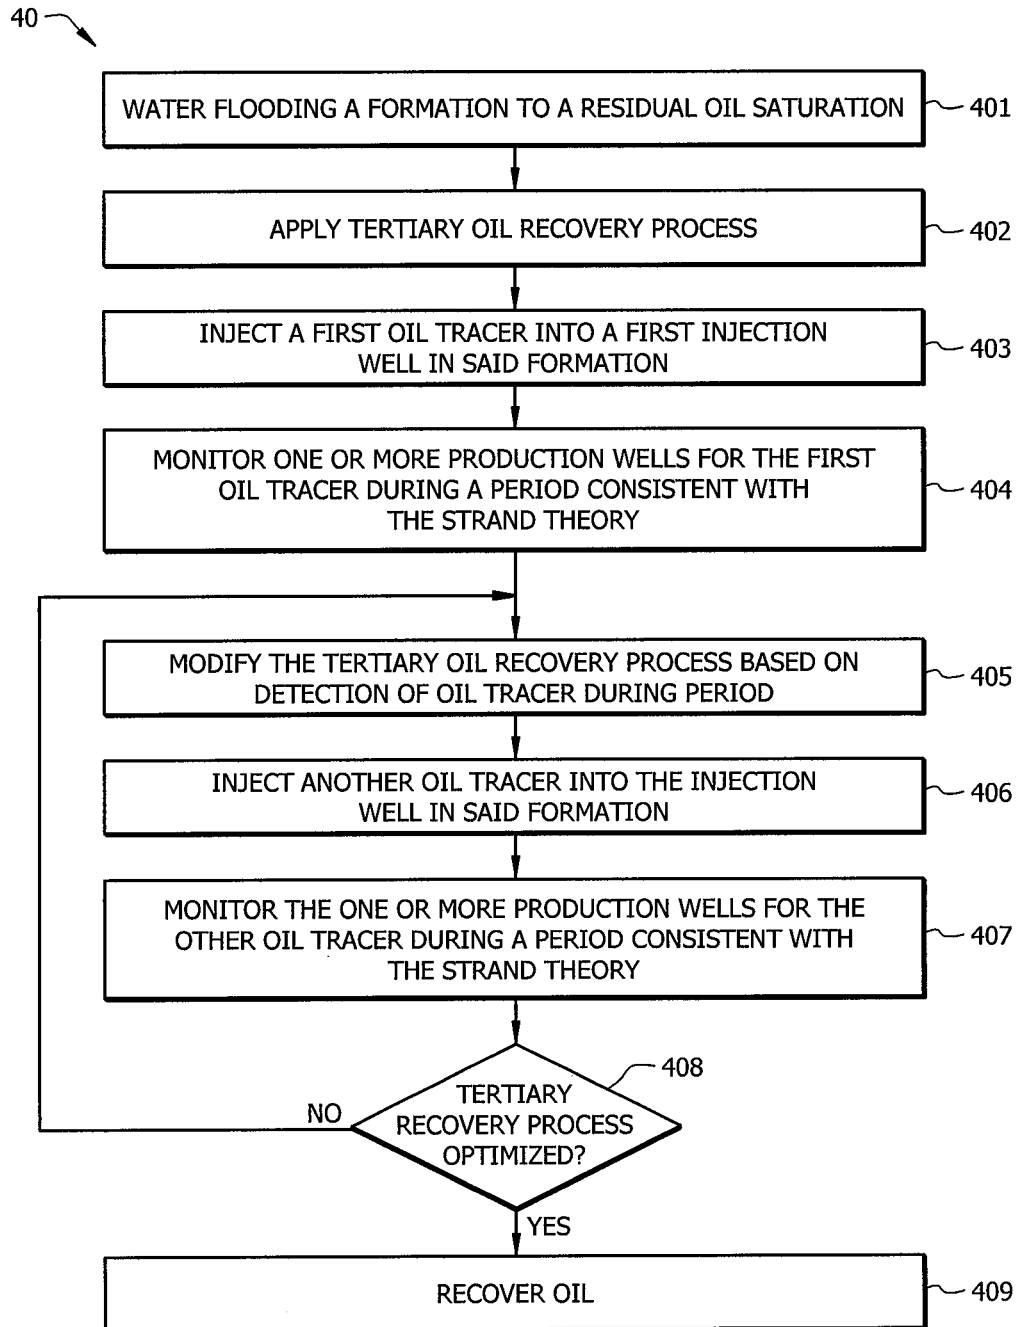 40
WATER FLOODING A FORMATION TO A RESIDUAL OIL SATURATION
401
APPLY TERTIARY OIL RECOVERY PROCESS
402
INJECT A FIRST OIL TRACER INTO A FIRST INJECTION
WELL IN SAID FORMATION
403
MONITOR ONE OR MORE PRODUCTION WELLS FOR THE FIRST
OIL TRACER DURING A PERIOD CONSISTENT WITH
THE STRAND THEORY
404
MODIFY THE TERTIARY OIL RECOVERY PROCESS BASED ON
DETECTION OF OIL TRACER DURING PERIOD
405
INJECT ANOTHER OIL TRACER INTO THE INJECTION
WELL IN SAID FORMATION
406
MONITOR THE ONE OR MORE PRODUCTION WELLS FOR THE
OTHER OIL TRACER DURING A PERIOD CONSISTENT WITH
THE STRAND THEORY
407
408
TERTIARY
RECOVERY PROCESS
OPTIMIZED?
NO
YES
RECOVER OIL
409